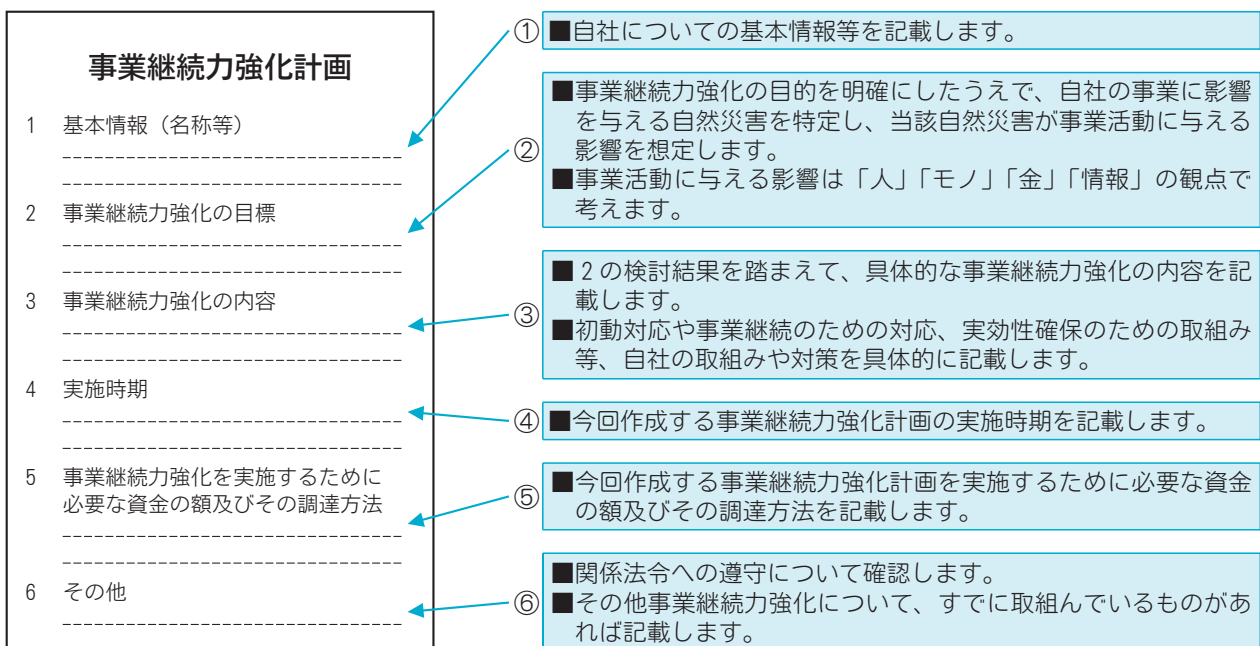 事業継続力強化計画
1 基本情報（名称等）
2 事業継続力強化の目標
3 事業継続力強化の内容
4 実施時期
5 事業継続力強化を実施するために
必要な資金の額及びその調達方法
6 その他
① ■自社についての基本情報等を記載します。
② ■事業継続力強化の目的を明確にしたうえで、自社の事業に影響
を与える自然災害を特定し、当該自然災害が事業活動に与える
影響を想定します。
■事業活動に与える影響は「人」「モノ」「金」「情報」の観点で
考えます。
③ ■2の検討結果を踏まえて、具体的な事業継続力強化の内容を記
載します。
■初動対応や事業継続のための対応、実効性確保のための取組み
等、自社の取組みや対策を具体的に記載します。
④ ■今回作成する事業継続力強化計画の実施時期を記載します。
⑤ ■今回作成する事業継続力強化計画を実施するために必要な資金
の額及びその調達方法を記載します。
⑥ ■関係法令への遵守について確認します。
■その他事業継続力強化について、すでに取組んでいるものがあ
れば記載します。